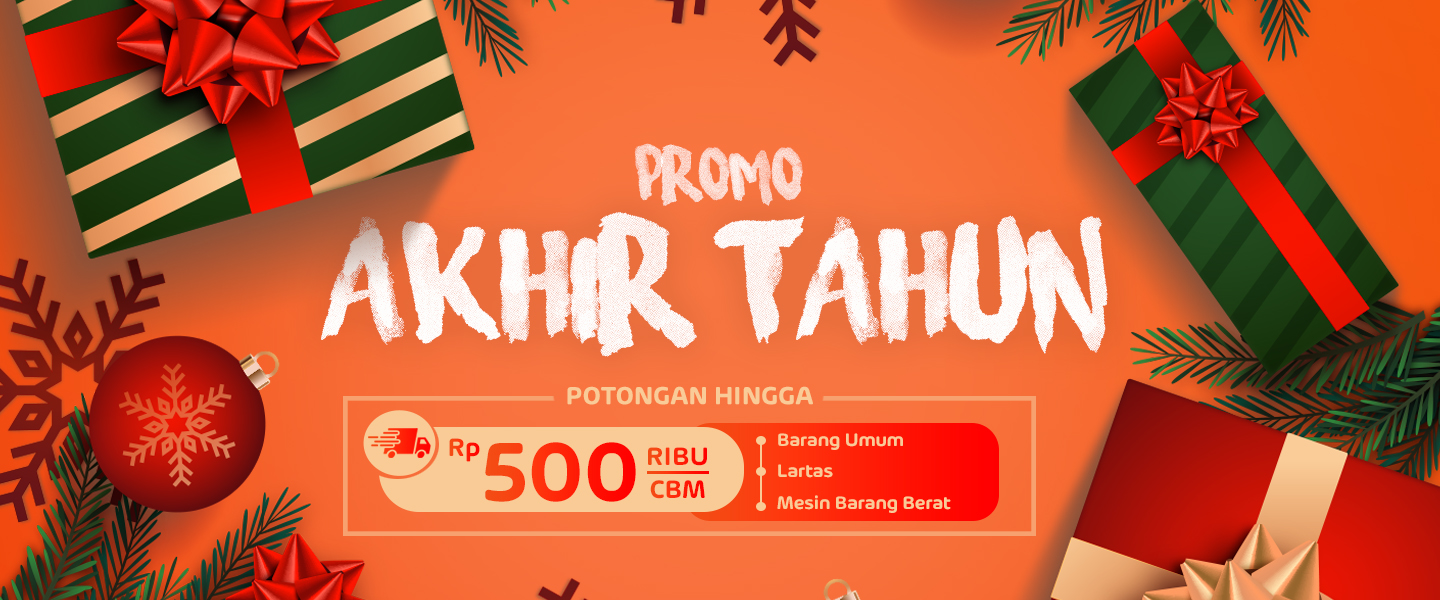 PROMO
AKHIR TAHUN
POTONGAN HINGGA
Rp 500 RIBU
CBM
Barang Umum
Lartas
Mesin Barang Berat